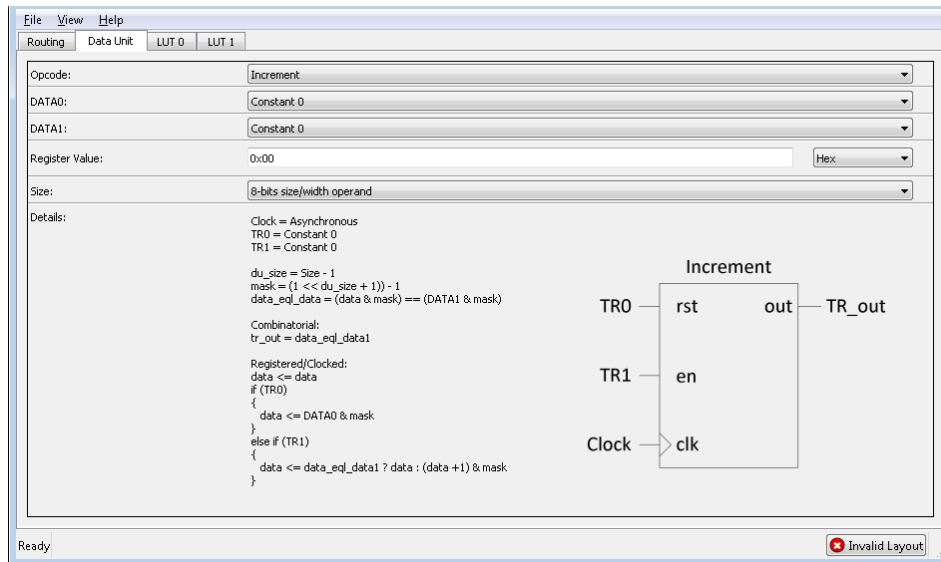 File View Help
Routing Data Unit LUT 0 LUT 1
Opcode: Increment
DATA0: Constant 0
DATA1: Constant 0
Register Value: 0x00 Hex
Size: 8-bits size/width operand
Details:
Clock = Asynchronous
TR0 = Constant 0
TR1 = Constant 0
du_size = Size - 1
mask = (1 << du_size + 1)) - 1
data_eql_data = (data & mask) == (DATA1 & mask)
Combinatorial:
tr_out = data_eql_data1
Registered/Clocked:
data <= data
if (TR0)
{
data <= DATA0 & mask
}
else if (TR1)
{
data <= data_eql_data1 ? data : (data +1) & mask
}
Increment
TR0 rst out TR_out
TR1 en
Clock clk
Ready Invalid Layout